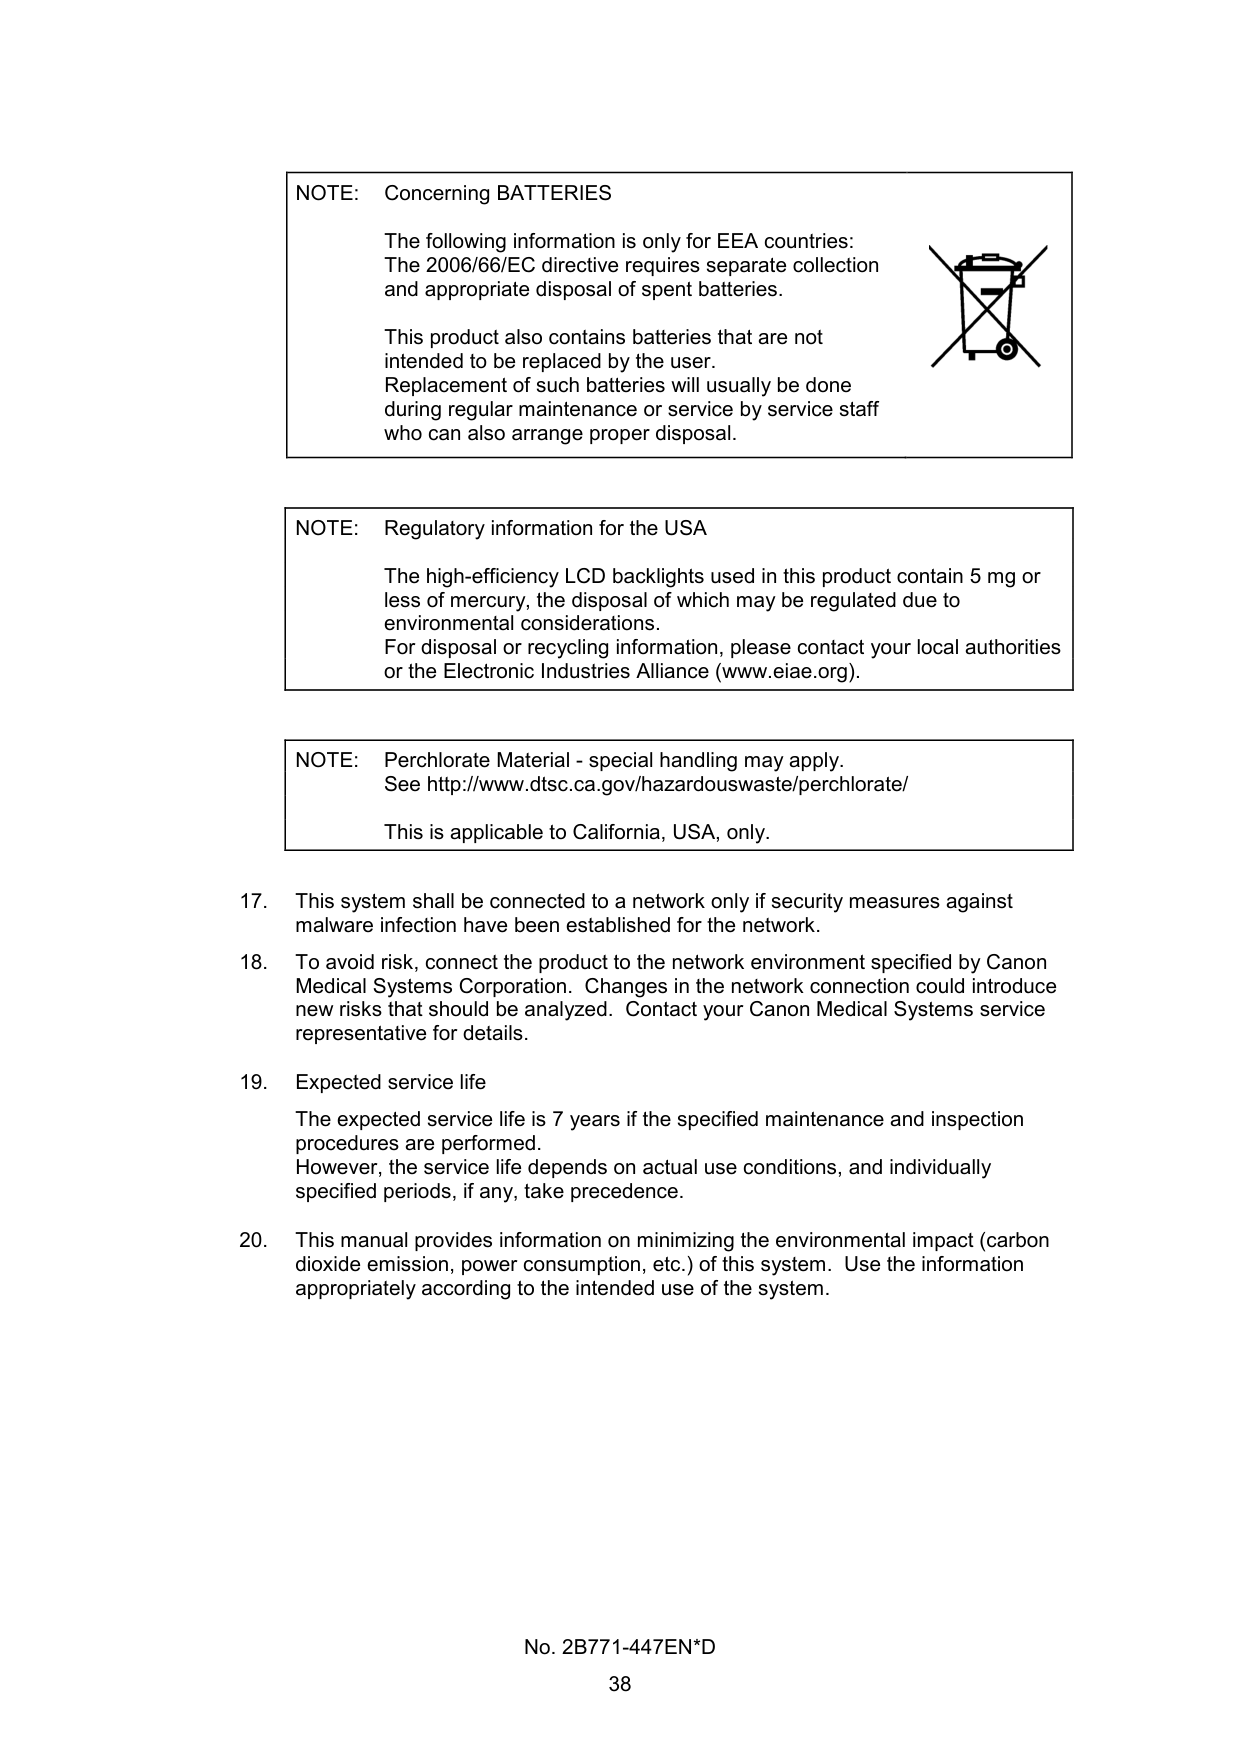 NOTE: Concerning BATTERIES
The following information is only for EEA countries:
The 2006/66/EC directive requires separate collection
and appropriate disposal of spent batteries.
This product also contains batteries that are not
intended to be replaced by the user.
Replacement of such batteries will usually be done
during regular maintenance or service by service staff
who can also arrange proper disposal.
NOTE: Regulatory information for the USA
The high-efficiency LCD backlights used in this product contain 5 mg or
less of mercury, the disposal of which may be regulated due to
environmental considerations.
For disposal or recycling information, please contact your local authorities
or the Electronic Industries Alliance (www.eiae.org).
NOTE: Perchlorate Material - special handling may apply.
See http://www.dtsc.ca.gov/hazardouswaste/perchlorate/
This is applicable to California, USA, only.
17. This system shall be connected to a network only if security measures against
malware infection have been established for the network.
18. To avoid risk, connect the product to the network environment specified by Canon
Medical Systems Corporation. Changes in the network connection could introduce
new risks that should be analyzed. Contact your Canon Medical Systems service
representative for details.
19. Expected service life
The expected service life is 7 years if the specified maintenance and inspection
procedures are performed.
However, the service life depends on actual use conditions, and individually
specified periods, if any, take precedence.
20. This manual provides information on minimizing the environmental impact (carbon
dioxide emission, power consumption, etc.) of this system. Use the information
appropriately according to the intended use of the system.
No. 2B771-447EN*D
38